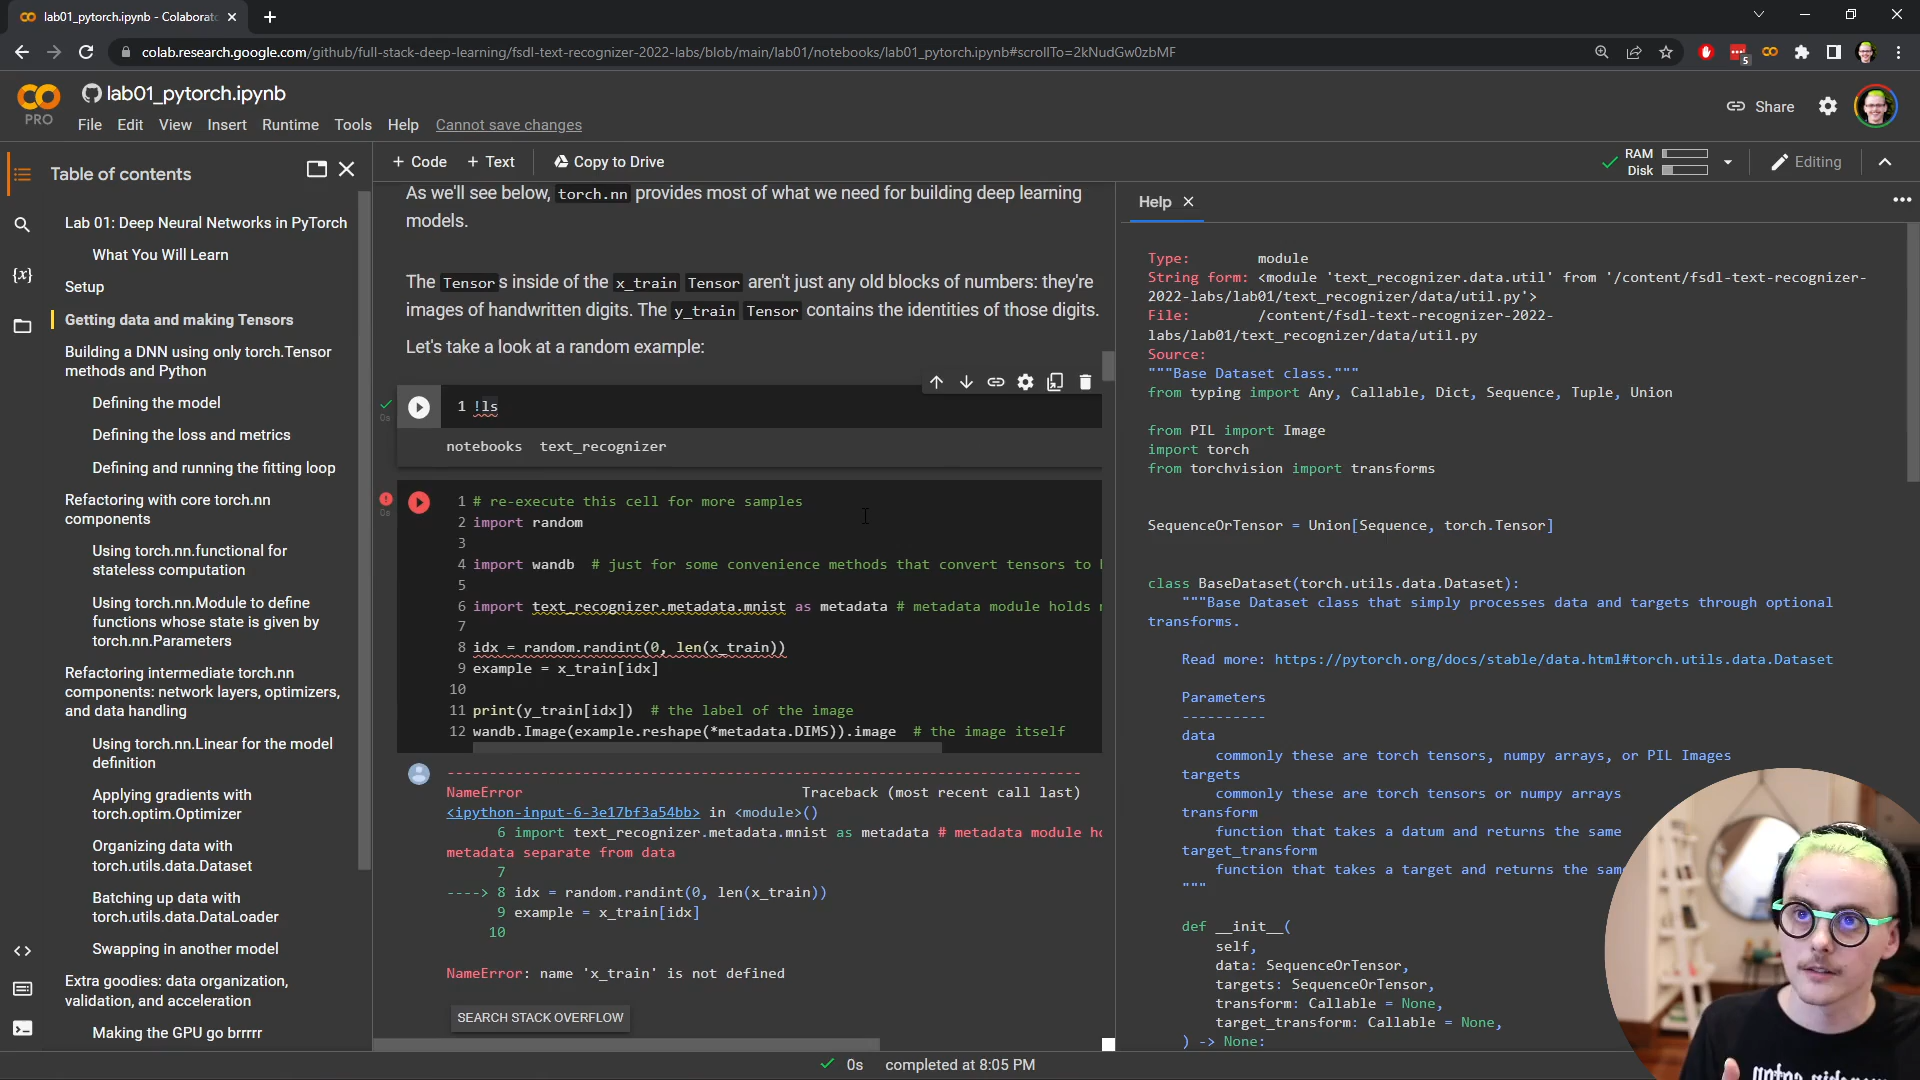 lab01_pytorch.ipynb - Colaborato
colab.research.google.com/github/full-stack-deep-learning/fsdl-text-recognizer-2022-labs/blob/main/lab01/notebooks/lab01_pytorch.ipynb#scrollTo=2kNudGw0zbMF
5
PRO
lab01_pytorch.ipynb
File Edit View Insert Runtime Tools Help Cannot save changes
Share
Table of contents
+ Code + Text Copy to Drive
RAM
Disk
Editing
Lab 01: Deep Neural Networks in PyTorch
What You Will Learn
Setup
Getting data and making Tensors
Building a DNN using only torch.Tensor
methods and Python
Defining the model
Defining the loss and metrics
Defining and running the fitting loop
Refactoring with core torch.nn
components
Using torch.nn.functional for
stateless computation
Using torch.nn.Module to define
functions whose state is given by
torch.nn.Parameters
Refactoring intermediate torch.nn
components: network layers, optimizers,
and data handling
Using torch.nn.Linear for the model
definition
Applying gradients with
torch.optim.Optimizer
Organizing data with
torch.utils.data.Dataset
Batching up data with
torch.utils.data.DataLoader
Swapping in another model
Extra goodies: data organization,
validation, and acceleration
Making the GPU go brrrrr
As we'll see below, torch.nn provides most of what we need for building deep learning
models.
The Tensors inside of the x_train Tensor aren't just any old blocks of numbers: they're
images of handwritten digits. The y_train Tensor contains the identities of those digits.
Let's take a look at a random example:
0s
1 !ls
notebooks text_recognizer
0s
1 # re-execute this cell for more samples
2 import random
3
4 import wandb # just for some convenience methods that convert tensors to
5
6 import text_recognizer.metadata.mnist as metadata # metadata module holds
7
8 idx = random.randint(0, len(x_train))
9 example = x_train[idx]
10
11 print(y_train[idx]) # the label of the image
12 wandb.Image(example.reshape(*metadata.DIMS)).image # the image itself
---------------------------------------------------------------------------
NameError Traceback (most recent call last)
<ipython-input-6-3e17bf3a54bb> in <module>()
6 import text_recognizer.metadata.mnist as metadata # metadata module ho
metadata separate from data
7
----> 8 idx = random.randint(0, len(x_train))
9 example = x_train[idx]
10
NameError: name 'x_train' is not defined
SEARCH STACK OVERFLOW
Help
Type: module
String form: <module 'text_recognizer.data.util' from '/content/fsdl-text-recognizer-
2022-labs/lab01/text_recognizer/data/util.py'>
File: /content/fsdl-text-recognizer-2022-
labs/lab01/text_recognizer/data/util.py
Source:
"""Base Dataset class."""
from typing import Any, Callable, Dict, Sequence, Tuple, Union
from PIL import Image
import torch
from torchvision import transforms
SequenceOrTensor = Union[Sequence, torch.Tensor]
class BaseDataset(torch.utils.data.Dataset):
"""Base Dataset class that simply processes data and targets through optional
transforms.
Read more: https://pytorch.org/docs/stable/data.html#torch.utils.data.Dataset
Parameters
----------
data
commonly these are torch tensors, numpy arrays, or PIL Images
targets
commonly these are torch tensors or numpy arrays
transform
function that takes a datum and returns the same
target_transform
function that takes a target and returns the sam
"""
def __init__(
self,
data: SequenceOrTensor,
targets: SequenceOrTensor,
transform: Callable = None,
target_transform: Callable = None,
) -> None:
0s completed at 8:05 PM